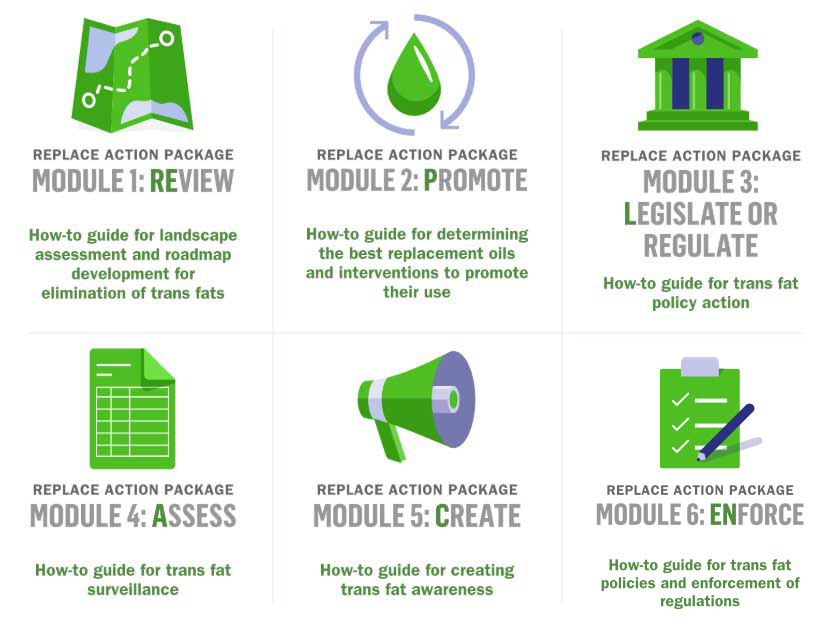 REPLACE ACTION PACKAGE
MODULE 1: REVIEW
How-to guide for landscape
assessment and roadmap
development for
elimination of trans fats
REPLACE ACTION PACKAGE
MODULE 2: PROMOTE
How-to guide for determining
the best replacement oils
and interventions to promote
their use
REPLACE ACTION PACKAGE
MODULE 3:
LEGISLATE OR
REGULATE
How-to guide for trans fat
policy action
REPLACE ACTION PACKAGE
MODULE 4: ASSESS
How-to guide for trans fat
surveillance
REPLACE ACTION PACKAGE
MODULE 5: CREATE
How-to guide for creating
trans fat awareness
REPLACE ACTION PACKAGE
MODULE 6: ENFORCE
How-to guide for trans fat
policies and enforcement of
regulations